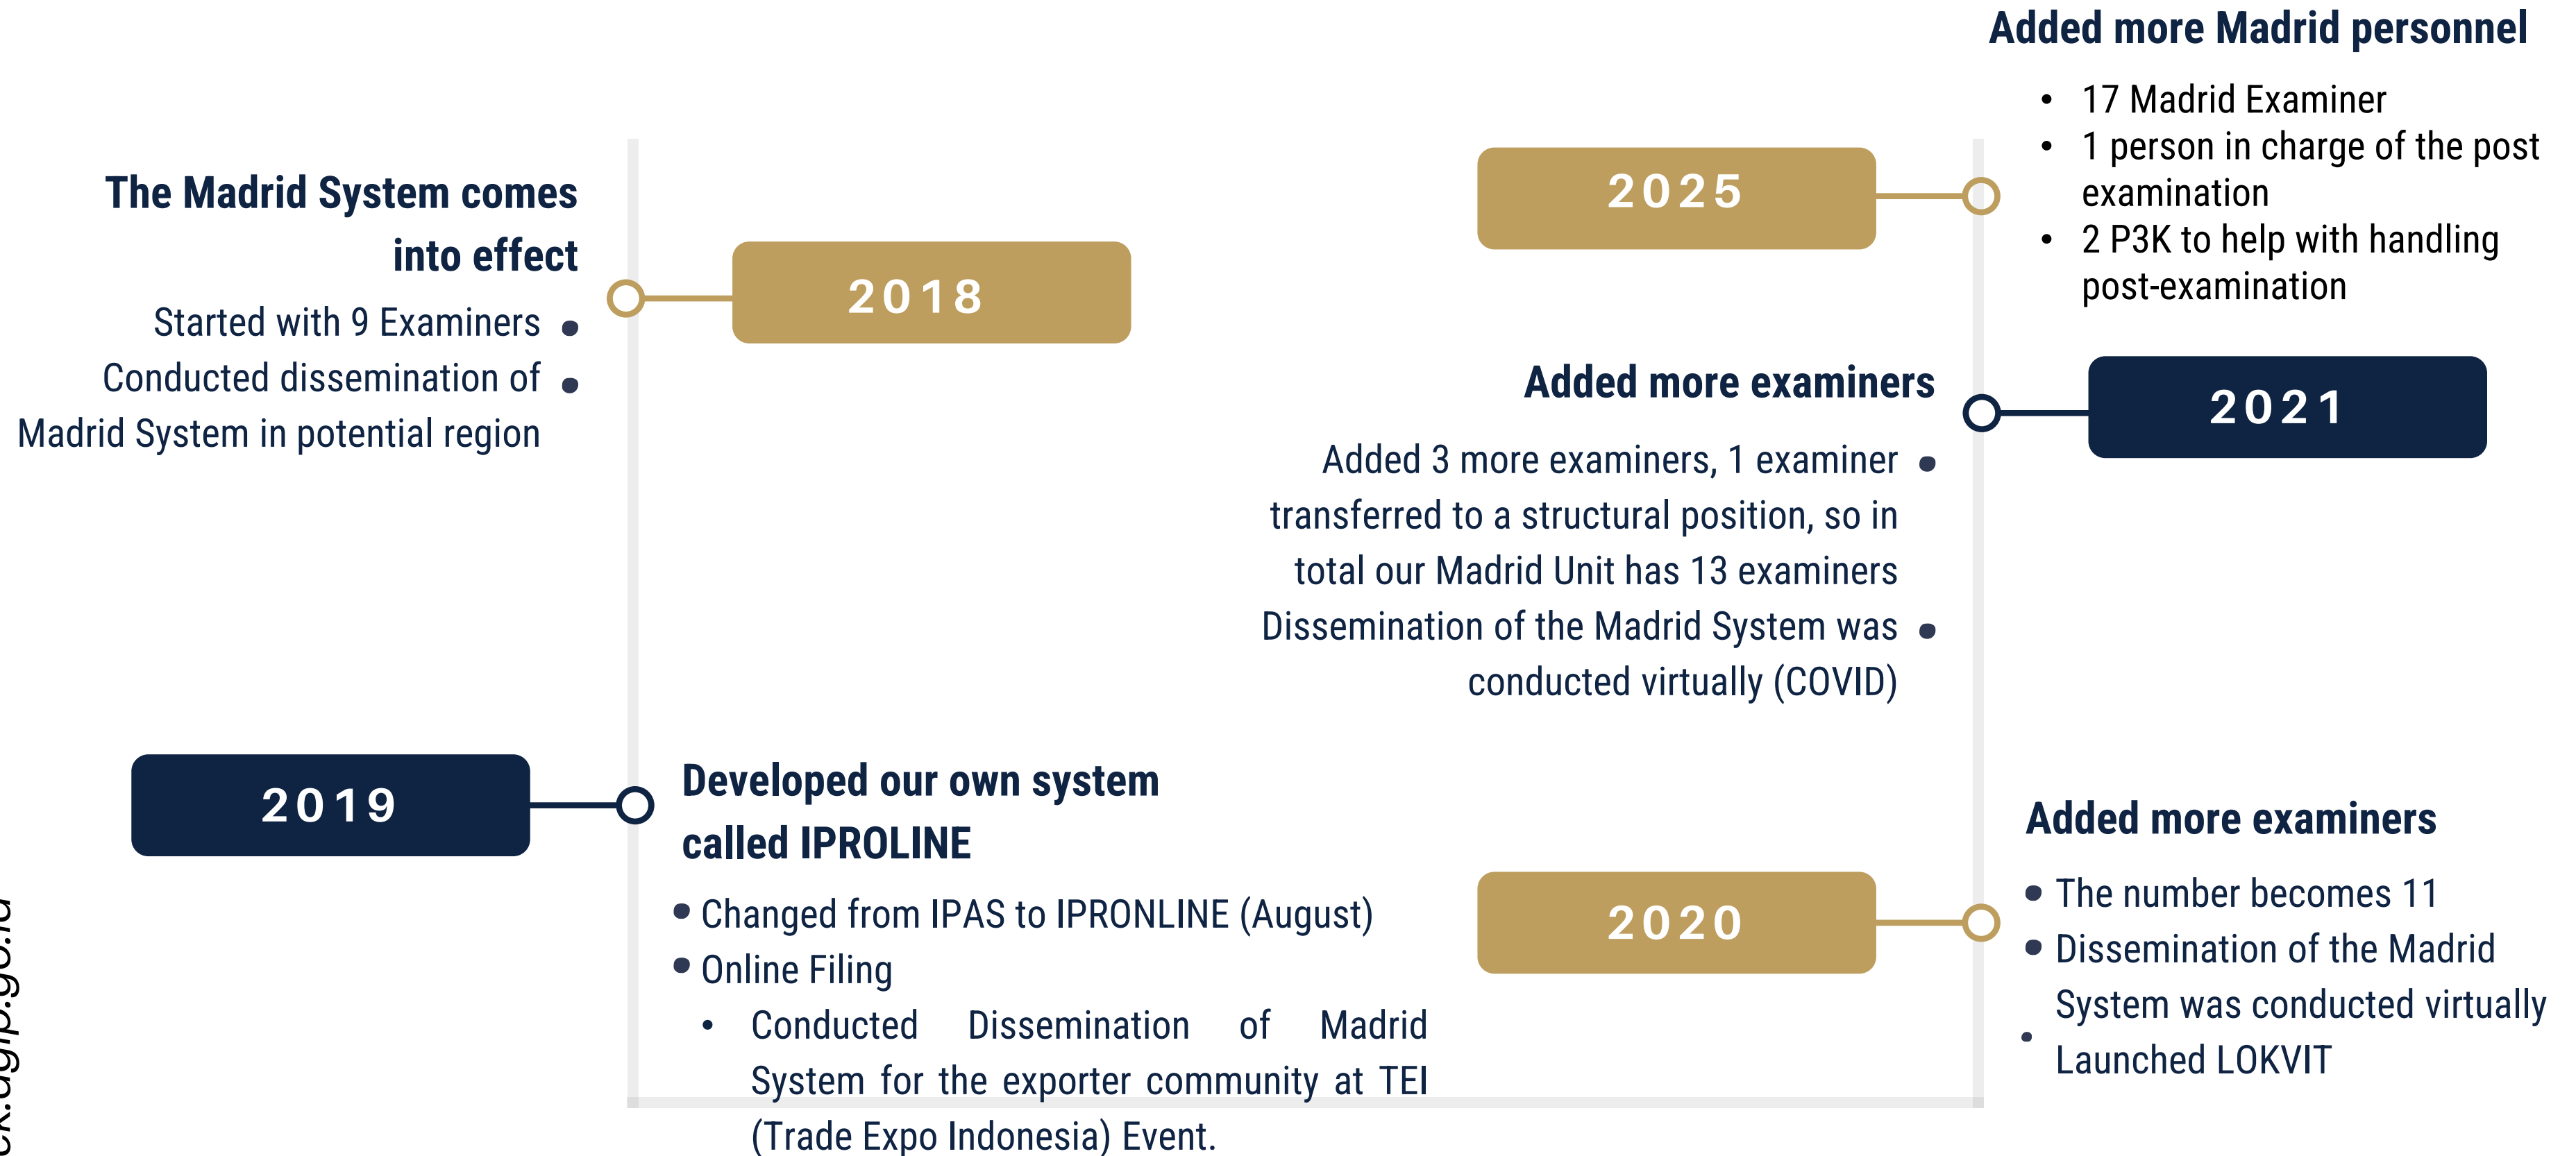 The Madrid System comes
into effect
Started with 9 Examiners
Conducted dissemination of
Madrid System in potential region
2018
2019
Developed our own system
called IPROLINE
Changed from IPAS to IPRONLINE (August)
Online Filing
• Conducted Dissemination of Madrid
System for the exporter community at TEI
(Trade Expo Indonesia) Event.
2020
Added more examiners
The number becomes 11
Dissemination of the Madrid
System was conducted virtually
Launched LOKVIT
2021
Added more examiners
Added 3 more examiners, 1 examiner
transferred to a structural position, so in
total our Madrid Unit has 13 examiners
Dissemination of the Madrid System was
conducted virtually (COVID)
2025
Added more Madrid personnel
• 17 Madrid Examiner
• 1 person in charge of the post
examination
• 2 P3K to help with handling
post-examination